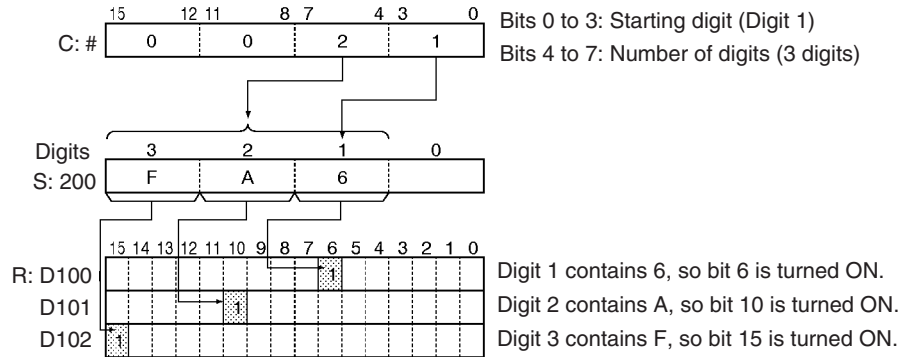 15 12 11 8 7 4 3 0
Bits 0 to 3: Starting digit (Digit 1)
C: # 0 0 2 1
Bits 4 to 7: Number of digits (3 digits)
Digits 3 2 1 0
S: 200 F A 6
15 14 13 12 11 10 9 8 7 6 5 4 3 2 1 0
R: D100 1 Digit 1 contains 6, so bit 6 is turned ON.
D101 1 Digit 2 contains A, so bit 10 is turned ON.
D102 1 Digit 3 contains F, so bit 15 is turned ON.